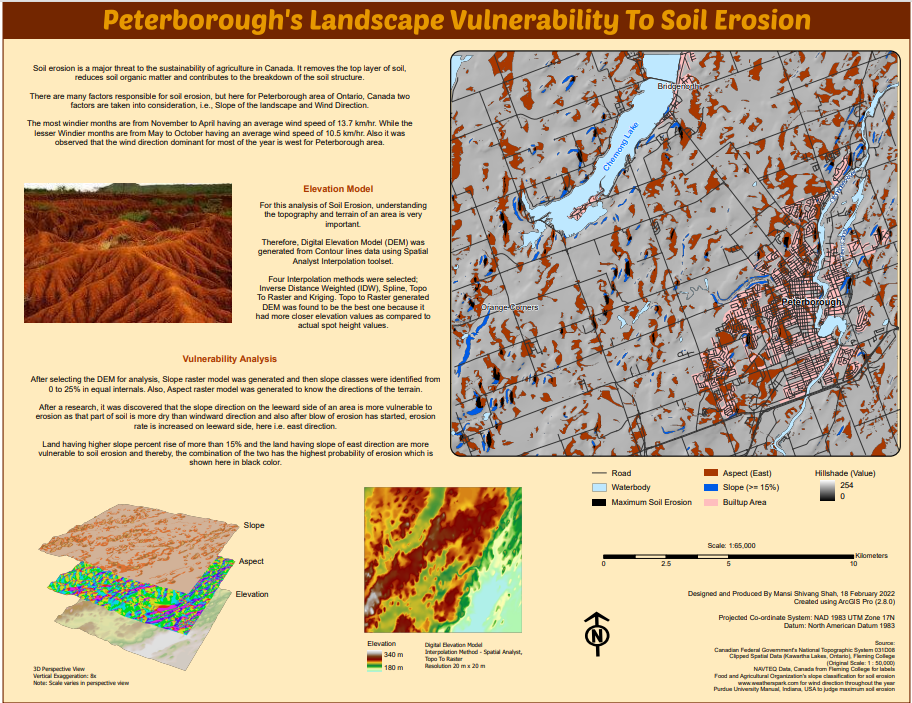 Peterborough's Landscape Vulnerability To Soil Erosion
Soil erosion is a major threat to the sustainability of agriculture in Canada. It removes the top layer of soil,
reduces soil organic matter and contributes to the breakdown of the soil structure.
There are many factors responsible for soil erosion, but here for Peterborough area of Ontario, Canada two
factors are taken into consideration, i.e., Slope of the landscape and Wind Direction.
The most windier months are from November to April having an average wind speed of 13.7 km/hr. While the
lesser Windier months are from May to October having an average wind speed of 10.5 km/hr. Also it was
observed that the wind direction dominant for most of the year is west for Peterborough area.
Elevation Model
For this analysis of Soil Erosion, understanding
the topography and terrain of an area is very
important.
Therefore, Digital Elevation Model (DEM) was
generated from Contour lines data using Spatial
Analyst Interpolation toolset.
Four Interpolation methods were selected;
Inverse Distance Weighted (IDW), Spline, Topo
To Raster and Kriging. Topo to Raster generated
DEM was found to be the best one because it
had more closer elevation values as compared to
actual spot height values.
Vulnerability Analysis
After selecting the DEM for analysis, Slope raster model was generated and then slope classes were identified from
0 to 25% in equal internals. Also, Aspect raster model was generated to know the directions of the terrain.
After a research, it was discovered that the slope direction on the leeward side of an area is more vulnerable to
erosion as that part of soil is more dry than windward direction and also after blow of erosion has started, erosion
rate is increased on leeward side, here i.e. east direction.
Land having higher slope percent rise of more than 15% and the land having slope of east direction are more
vulnerable to soil erosion and thereby, the combination of the two has the highest probability of erosion which is
shown here in black color.
Slope
Aspect
Elevation
3D Perspective View
Vertical Exaggeration: 8x
Note: Scale varies in perspective view
Elevation
340 m
180 m
Digital Elevation Model
Interpolation Method - Spatial Analyst,
Topo To Raster
Resolution 20 m x 20 m
Bridgenorth
Chemong Lake
Orange Corners
Peterborough
Road
Waterbody
Maximum Soil Erosion
Aspect (East)
Slope (>= 15%)
Builtup Area
Hillshade (Value)
254
0
Scale: 1:65,000
Kilometers
0 2.5 5 10
N
Designed and Produced By Mansi Shivang Shah, 18 February 2022
Created using ArcGIS Pro (2.8.0)
Projected Co-ordinate System: NAD 1983 UTM Zone 17N
Datum: North American Datum 1983
Source:
Canadian Federal Government's National Topographic System 031D08
Clipped Spatial Data (Kawartha Lakes, Ontario), Fleming College
(Original Scale: 1 : 50,000)
NAVTEQ Data, Canada from Fleming College for labels
Food and Agricultural Organization's slope classification for soil erosion
www.weatherspark.com for wind direction throughout the year
Purdue University Manual, Indiana, USA to judge maximum soil erosion